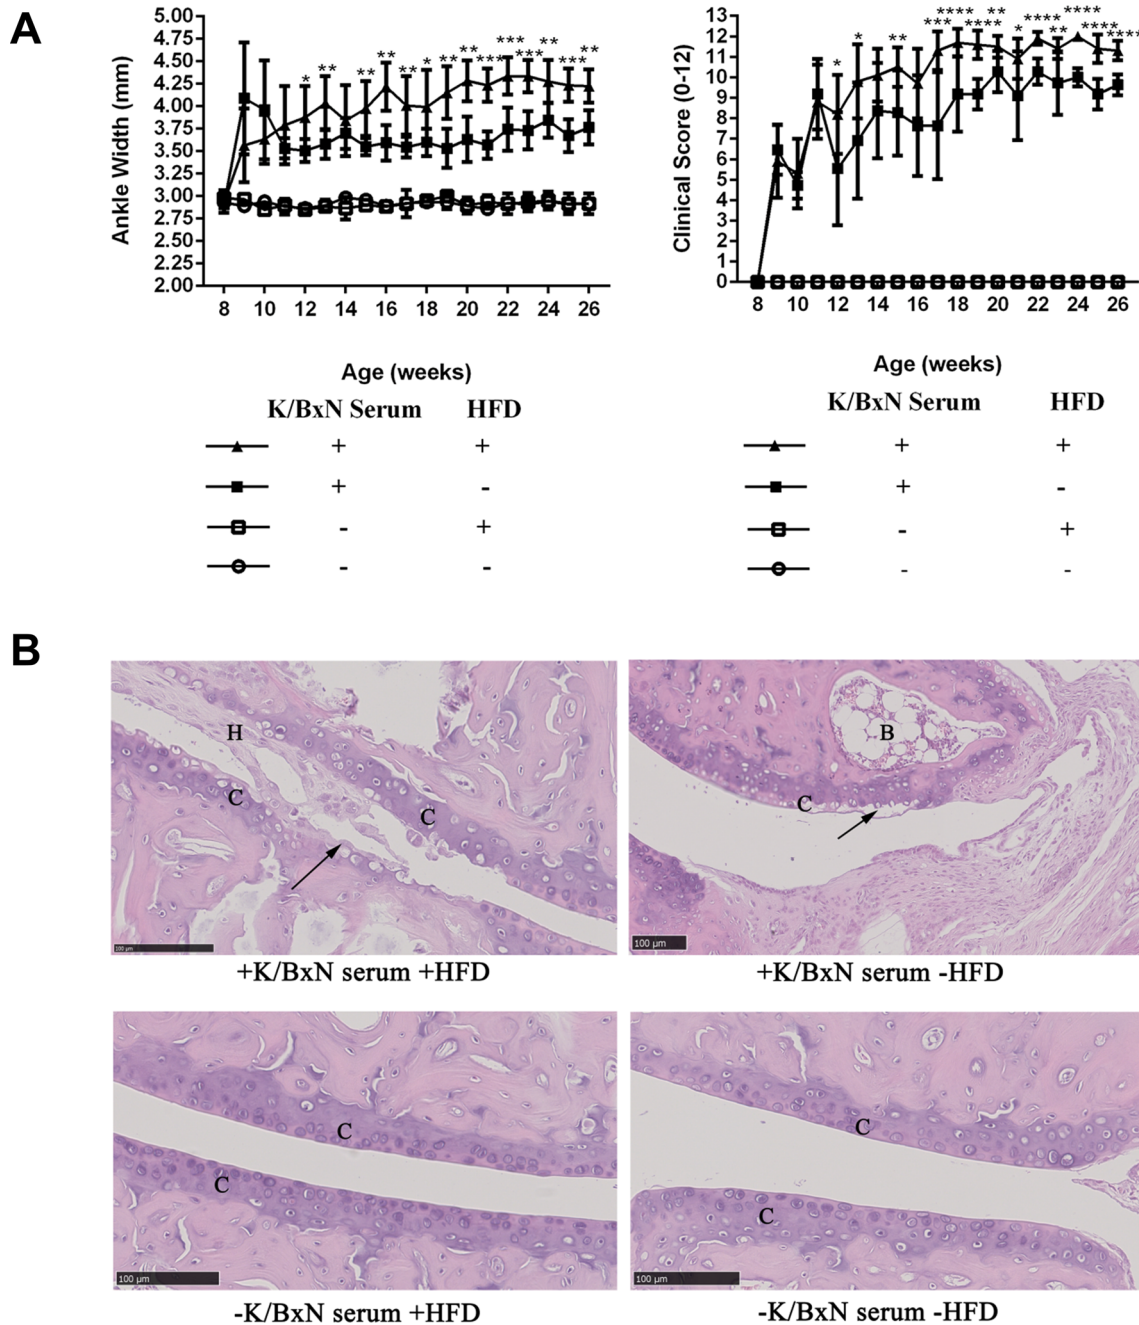 A
5.00
4.75
4.50
4.25
4.00
3.75
3.50
3.25
3.00
2.75
2.50
2.25
2.00
Ankle Width (mm)
* ** ** ** ** * ** ** *** *** *** ** *** **
8 10 12 14 16 18 20 22 24 26
Age (weeks)
K/BxN Serum HFD
+ +
+ -
- +
- -
13
12
11
10
9
8
7
6
5
4
3
2
1
0
Clinical Score (0-12)
* * ** *** **** **** ** * **** ** **** **** ****
8 10 12 14 16 18 20 22 24 26
Age (weeks)
K/BxN Serum HFD
+ +
+ -
- +
- -
B
H
C
C
100 µm
+K/BxN serum +HFD
B
C
100 µm
+K/BxN serum -HFD
C
C
100 µm
-K/BxN serum +HFD
C
C
100 µm
-K/BxN serum -HFD